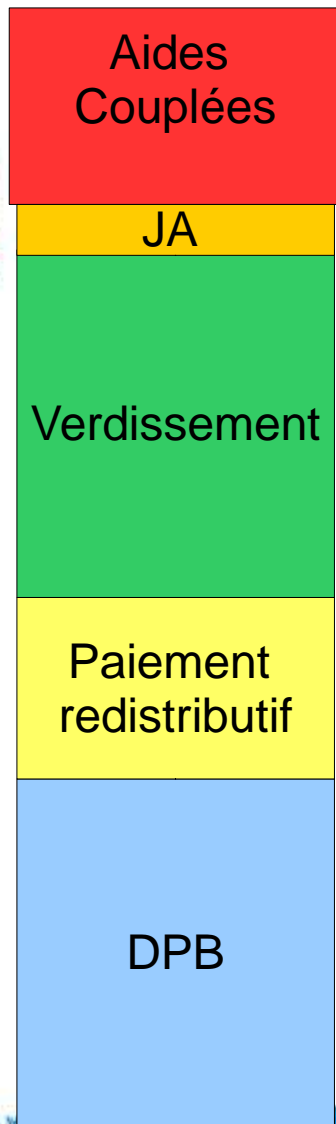 Aides
Couplées
JA
Verdissement
Paiement
redistributif
DPB